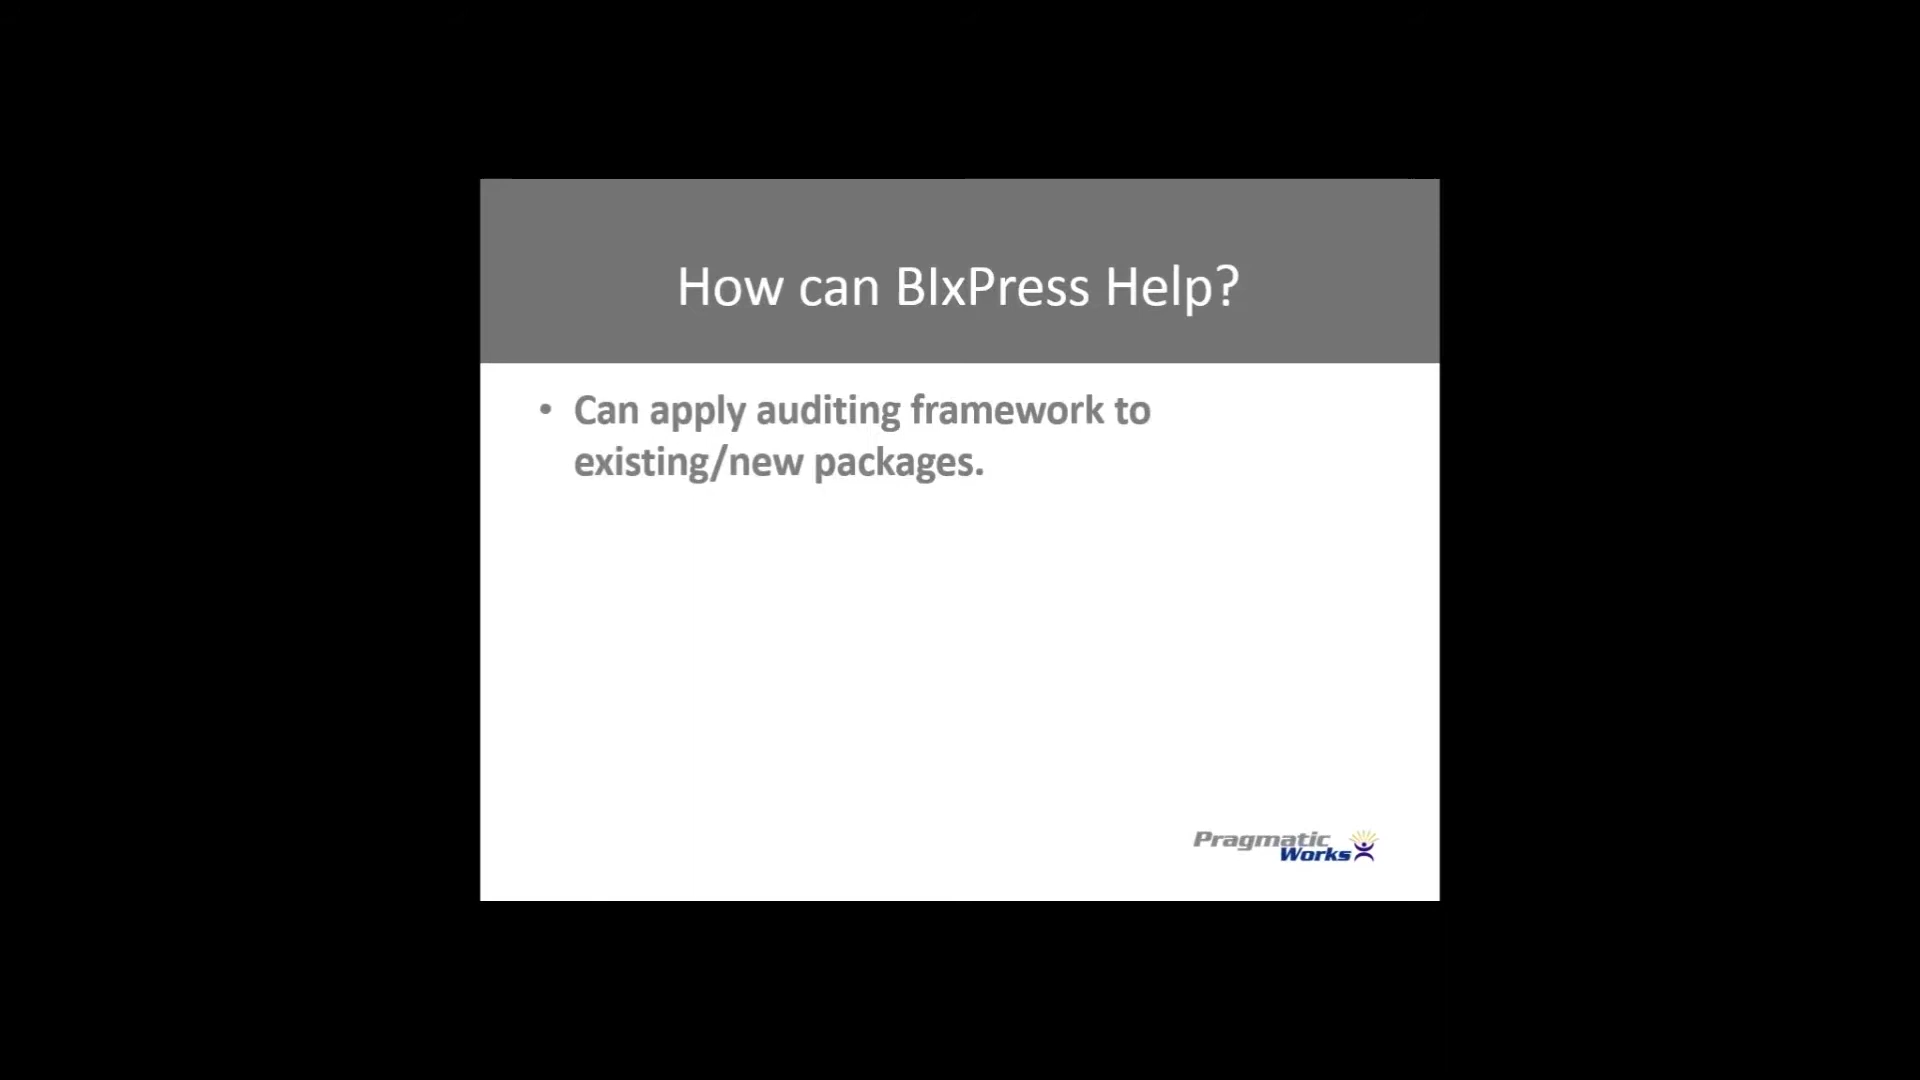 How can BIxPress Help?
• Can apply auditing framework to
existing/new packages.
Pragmatic
Works